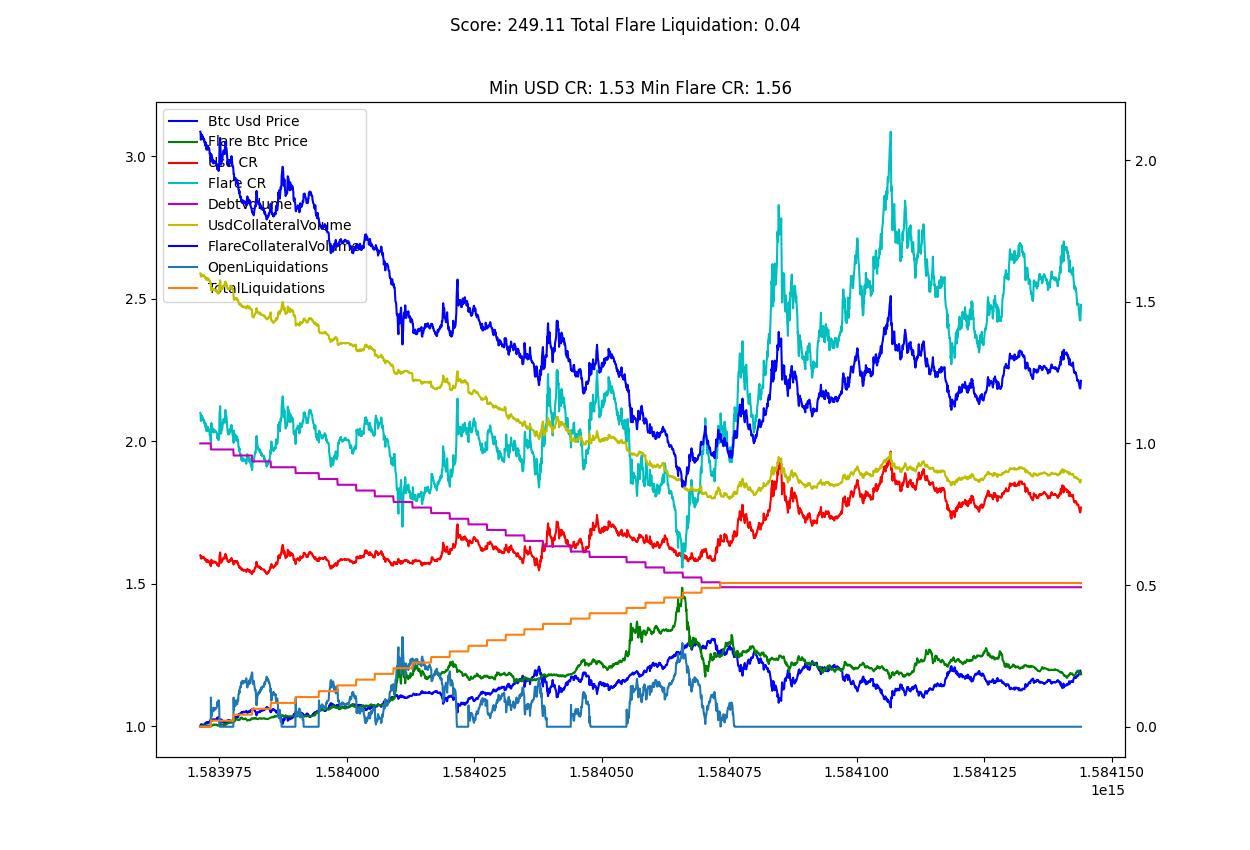 Score: 249.11 Total Flare Liquidation: 0.04
Min USD CR: 1.53 Min Flare CR: 1.56
Btc Usd Price
Flare Btc Price
Usd CR
Flare CR
DebtVolume
UsdCollateralVolume
FlareCollateralVolume
OpenLiquidations
TotalLiquidations
3.0
2.5
2.0
1.5
1.0
2.0
1.5
1.0
0.5
0.0
1.583975
1.584000
1.584025
1.584050
1.584075
1.584100
1.584125
1.584150
1e15